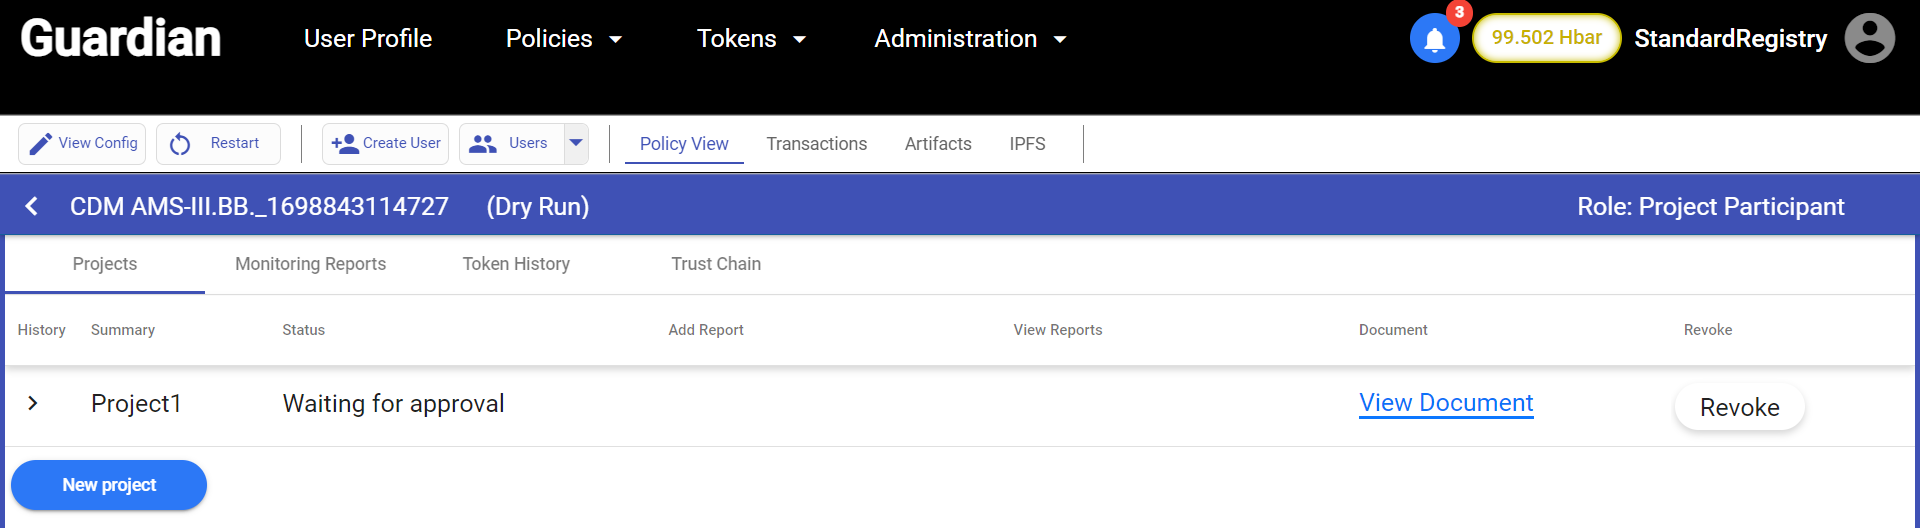 Guardian User Profile Policies Tokens Administration 3 99.502 Hbar StandardRegistry
View Config Restart Create User Users Policy View Transactions Artifacts IPFS
CDM AMS-III.BB._1698843114727 (Dry Run) Role: Project Participant
Projects Monitoring Reports Token History Trust Chain
History Summary Status Add Report View Reports Document Revoke
Project1 Waiting for approval View Document Revoke
New project